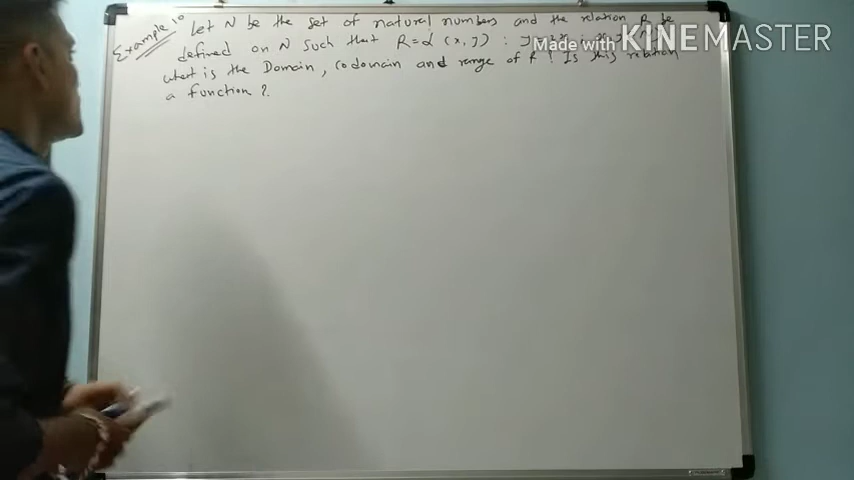 Example 10 Let N be the set of natural numbers and the relation R be
defined on N such that R={ (x, y) : y=2x
what is the Domain, codomain and range of R ? Is this relation
a function ?
Made with KINEMASTER